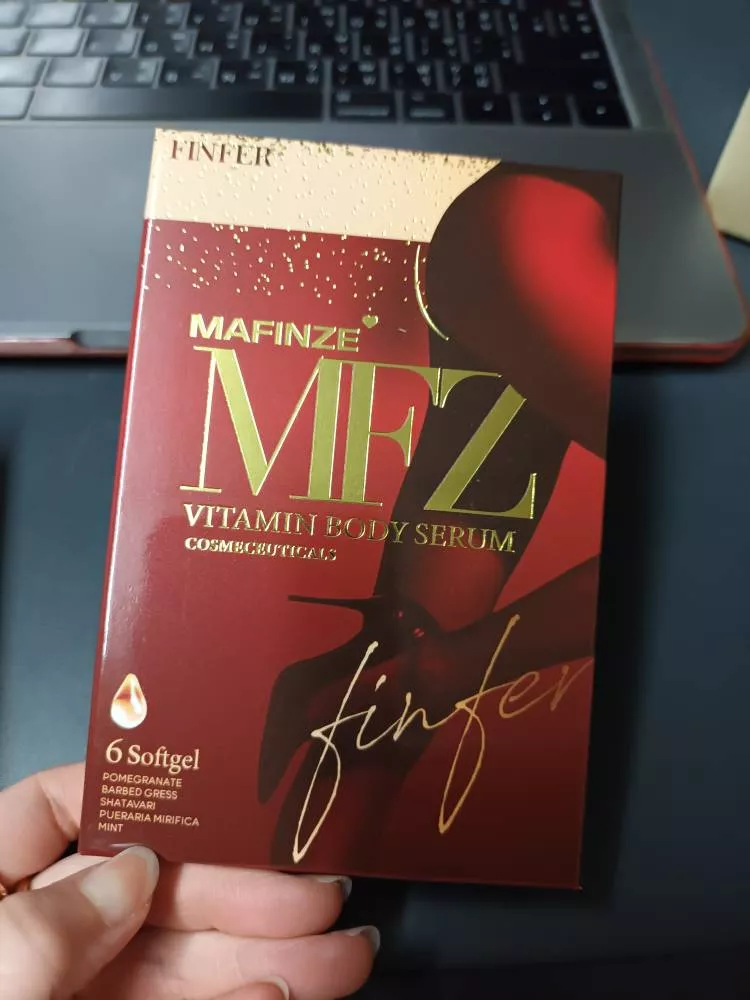 FINFER
MAFINZE
MFZ
VITAMIN BODY SERUM
COSMECEUTICALS
finfer
6 Softgel
POMEGRANATE
BARBED GRESS
SHATAVARI
PUERARIA MIRIFICA
MINT